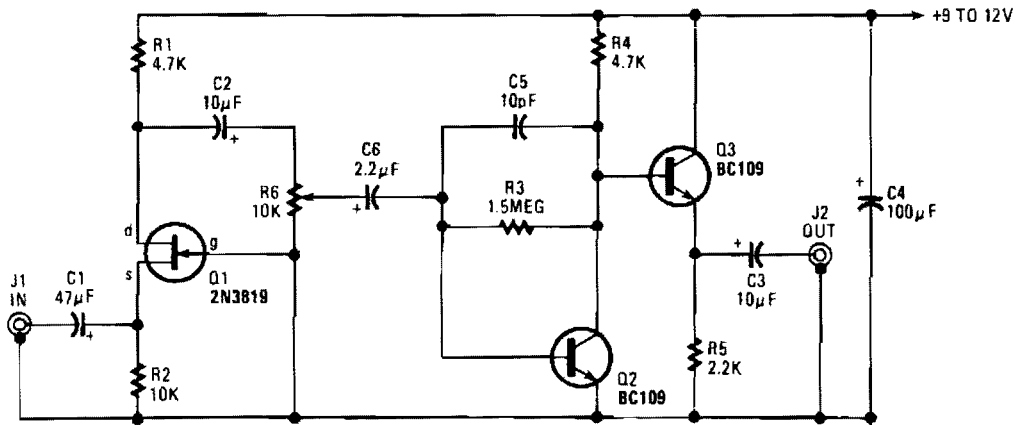 +9 TO 12V
R1
4.7K
R4
4.7K
C2
10µF
+
C5
10pF
C6
2.2µF
+
R6
10K
R3
1.5MEG
Q3
BC109
+
C4
100µF
J2
OUT
d
g
s
Q1
2N3819
J1
IN
C1
47µF
+
+
C3
10µF
R2
10K
Q2
BC109
R5
2.2K